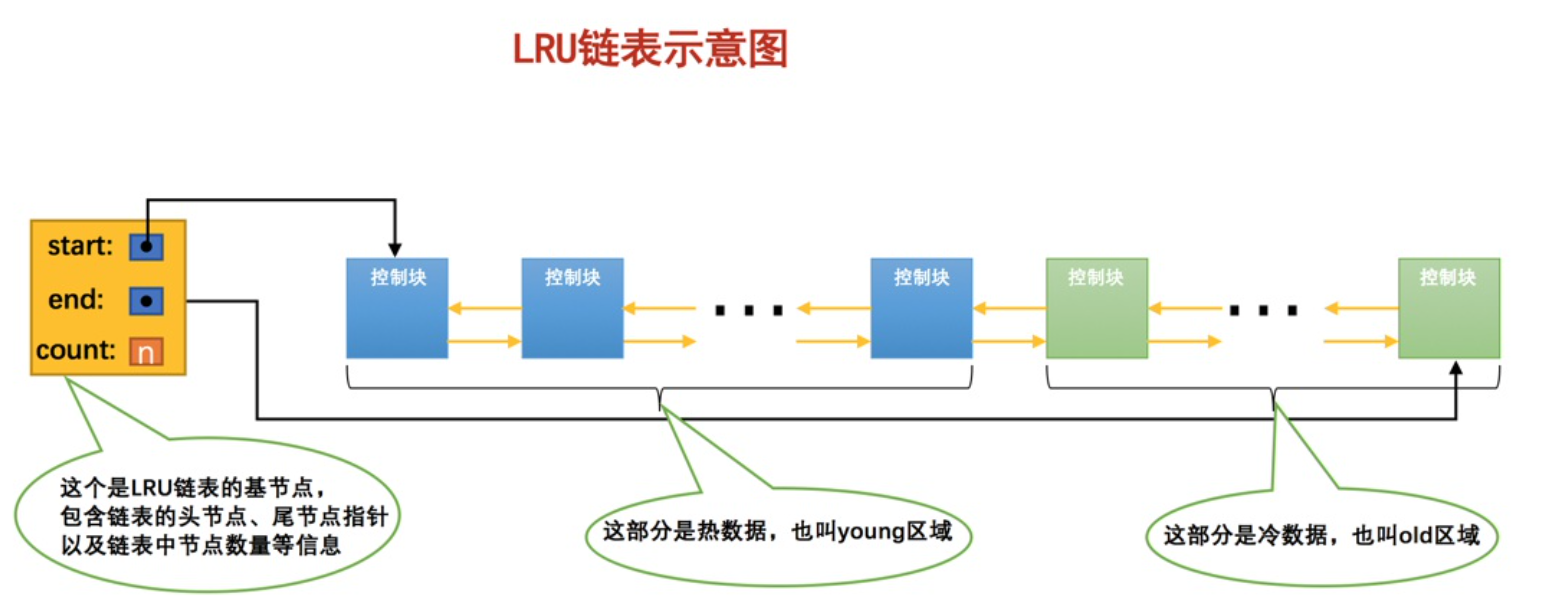 LRU链表示意图
start:
end:
count: n
控制块
控制块
控制块
控制块
控制块
这个是LRU链表的基节点，
包含链表的头节点、尾节点指针
以及链表中节点数量等信息
这部分是热数据，也叫young区域
这部分是冷数据，也叫old区域